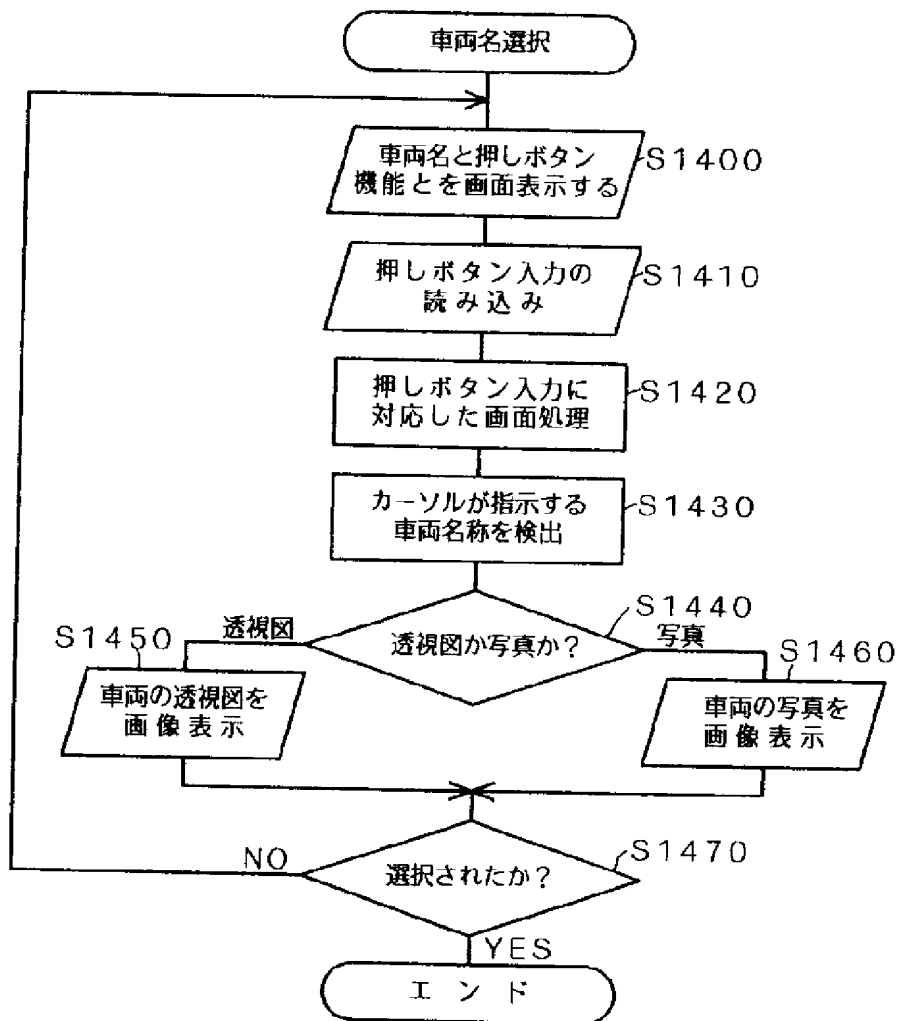 車両名選択
車両名と押しボタン
機能とを画面表示する
S1400
押しボタン入力の
読み込み
S1410
押しボタン入力に
対応した画面処理
S1420
カーソルが指示する
車両名称を検出
S1430
透視図か写真か？
S1440
透視図
写真
S1450
車両の透視図を
画像表示
S1460
車両の写真を
画像表示
選択されたか？
S1470
NO
YES
エンド